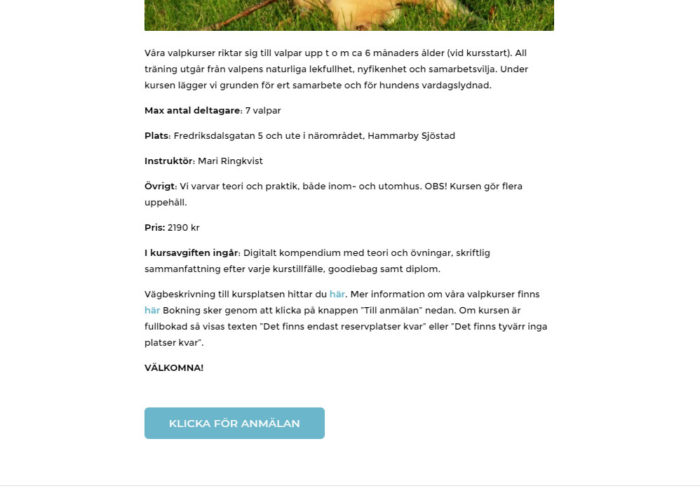 Våra valpkurser riktar sig till valpar upp t o m ca 6 månaders ålder (vid kursstart). All
träning utgår från valpens naturliga lekfullhet, nyfikenhet och samarbetsvilja. Under
kursen lägger vi grunden för ert samarbete och för hundens vardagslydnad.
Max antal deltagare: 7 valpar
Plats: Fredriksdalsgatan 5 och ute i närområdet, Hammarby Sjöstad
Instruktör: Mari Ringkvist
Övrigt: Vi varvar teori och praktik, både inom- och utomhus. OBS! Kursen gör flera
uppehåll.
Pris: 2190 kr
I kursavgiften ingår: Digitalt kompendium med teori och övningar, skriftlig
sammanfattning efter varje kurstillfälle, goodiebag samt diplom.
Vägbeskrivning till kursplatsen hittar du här. Mer information om våra valpkurser finns
här Bokning sker genom att klicka på knappen "Till anmälan" nedan. Om kursen är
fullbokad så visas texten "Det finns endast reservplatser kvar" eller "Det finns tyvärr inga
platser kvar".
VÄLKOMNA!
KLICKA FÖR ANMÄLAN